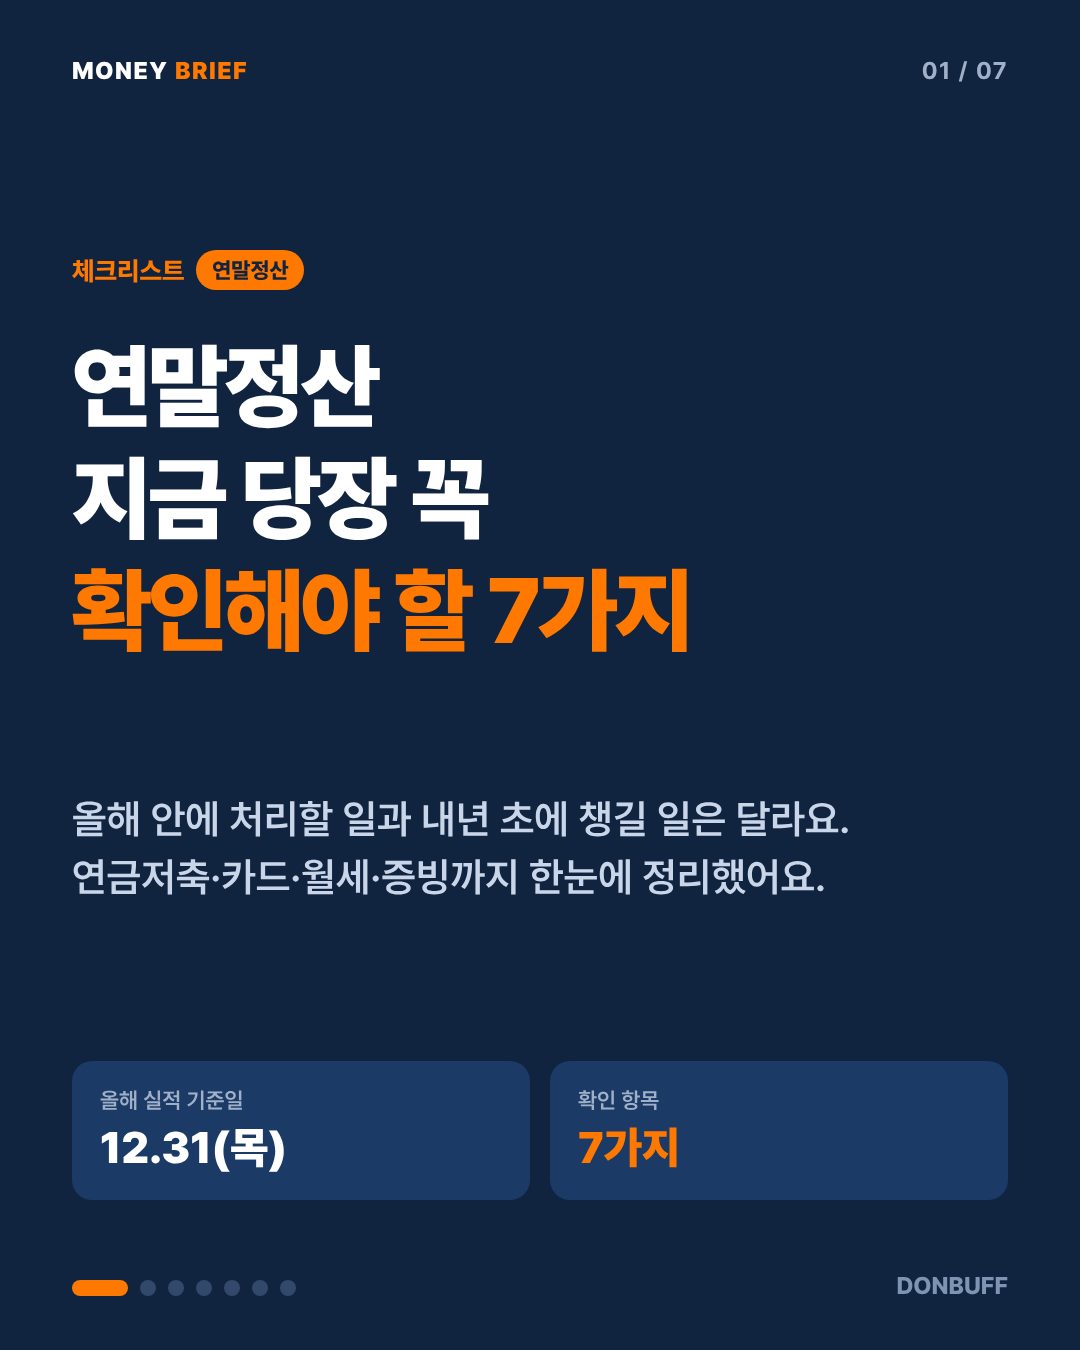 MONEY BRIEF
01 / 07
체크리스트 연말정산
연말정산
지금 당장 꼭
확인해야 할 7가지
올해 안에 처리할 일과 내년 초에 챙길 일은 달라요.
연금저축·카드·월세·증빙까지 한눈에 정리했어요.
올해 실적 기준일
12.31(목)
확인 항목
7가지
DONBUFF